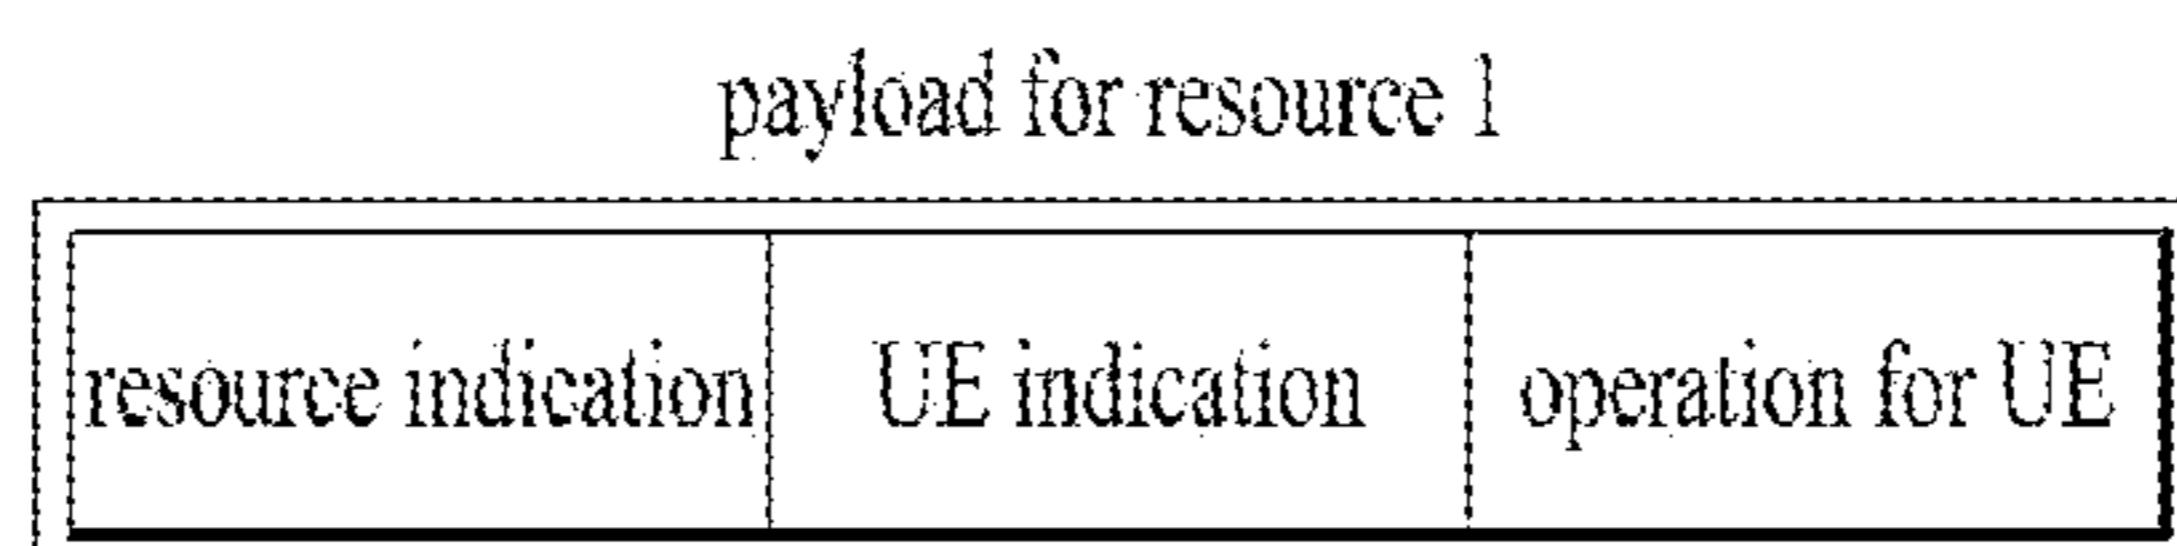 payload for resource 1
resource indication UE indication operation for UE